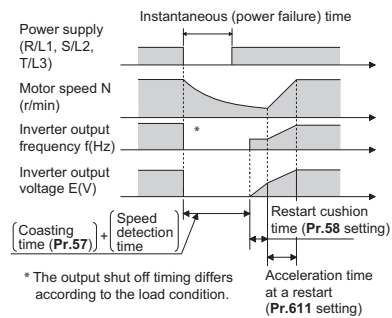 Instantaneous (power failure) time
Power supply
(R/L1, S/L2,
T/L3)
Motor speed N
(r/min)
Inverter output
frequency f(Hz)
*
Inverter output
voltage E(V)
Coasting
time (Pr.57)
+
Speed
detection
time
Restart cushion
time (Pr.58 setting)
* The output shut off timing differs
according to the load condition.
Acceleration time
at a restart
(Pr.611 setting)